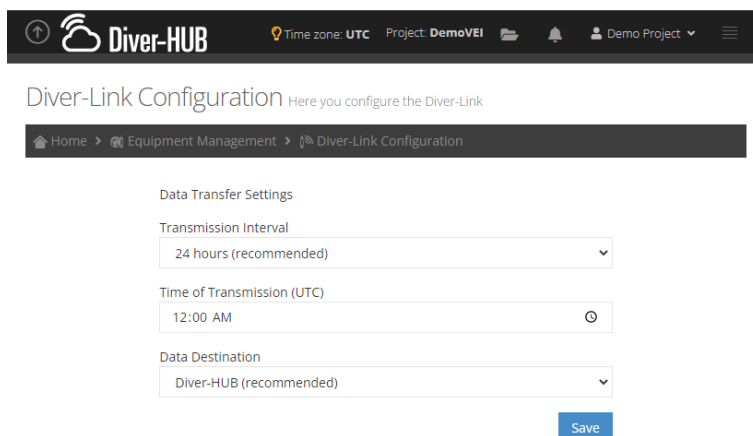 Diver-HUB Time zone: UTC Project: DemoVEI Demo Project
Diver-Link Configuration Here you configure the Diver-Link
Home > Equipment Management > Diver-Link Configuration
Data Transfer Settings
Transmission Interval
24 hours (recommended)
Time of Transmission (UTC)
12:00 AM
Data Destination
Diver-HUB (recommended)
Save